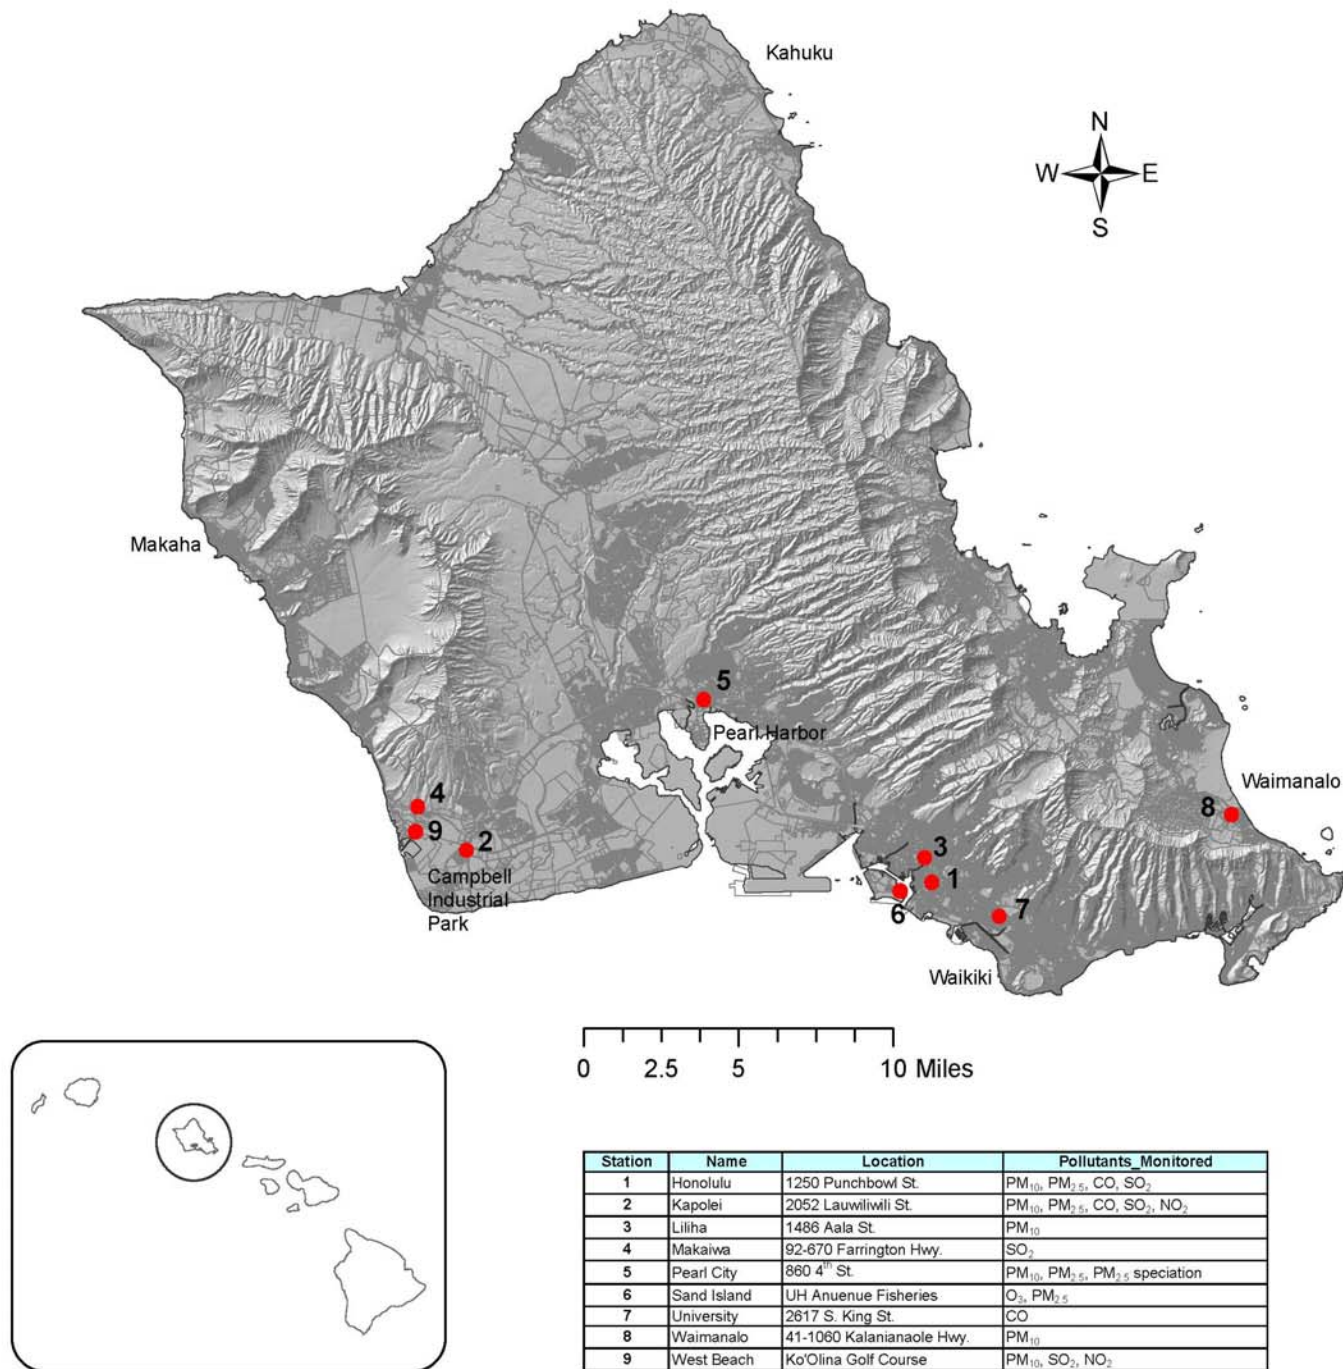 Kahuku
N
W E
S
Makaha
5
Pearl Harbor
Waimanalo
4
8
9
2
3
Campbell
Industrial
Park
1
6
7
Waikiki
0 2.5 5 10 Miles
Station Name Location Pollutants_Monitored
1 Honolulu 1250 Punchbowl St. PM₁₀, PM₂.₅, CO, SO₂
2 Kapolei 2052 Lauwiliwili St. PM₁₀, PM₂.₅, CO, SO₂, NO₂
3 Liliha 1486 Aala St. PM₁₀
4 Makaiwa 92-670 Farrington Hwy. SO₂
5 Pearl City 860 4ᵗʰ St. PM₁₀, PM₂.₅, PM₂.₅ speciation
6 Sand Island UH Anuenue Fisheries O₃, PM₂.₅
7 University 2617 S. King St. CO
8 Waimanalo 41-1060 Kalanianaole Hwy. PM₁₀
9 West Beach Ko'Olina Golf Course PM₁₀, SO₂, NO₂